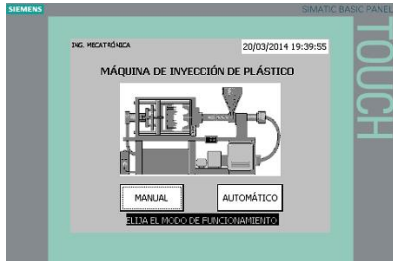 SIEMENS
SIMATIC BASIC PANEL
TOUCH
ING. MECATRÓNICA
20/03/2014 19:39:55
MÁQUINA DE INYECCIÓN DE PLÁSTICO
MANUAL
AUTOMÁTICO
ELIJA EL MODO DE FUNCIONAMIENTO